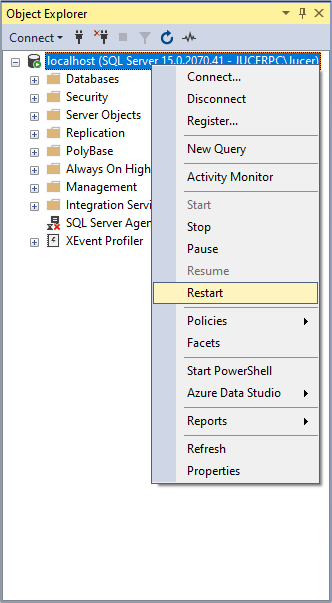 Object Explorer
Connect
localhost (SQL Server 15.0.2070.41 - JUCERPC\Jucer)
Databases
Security
Server Objects
Replication
PolyBase
Always On High
Management
Integration Servi
SQL Server Agen
XEvent Profiler
Connect...
Disconnect
Register...
New Query
Activity Monitor
Start
Stop
Pause
Resume
Restart
Policies
Facets
Start PowerShell
Azure Data Studio
Reports
Refresh
Properties